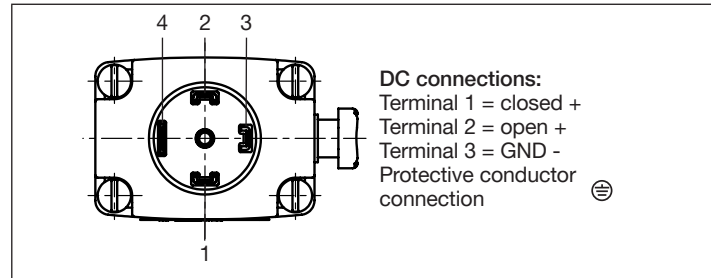 4 2 3
DC connections:
Terminal 1 = closed +
Terminal 2 = open +
Terminal 3 = GND -
Protective conductor
connection
1